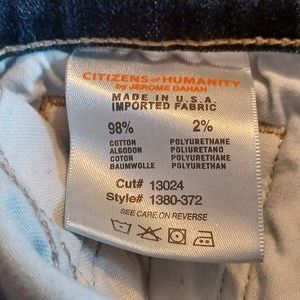 CITIZENS of HUMANITY
by JEROME DAHAN
MADE IN U.S.A.
IMPORTED FABRIC
98% 2%
COTTON POLYURETHANE
ALGODON POLIURETANO
COTON POLYURETHANE
BAUMWOLLE POLYURETHANE
Cut# 13024
Style# 1380-372
SEE CARE ON REVERSE